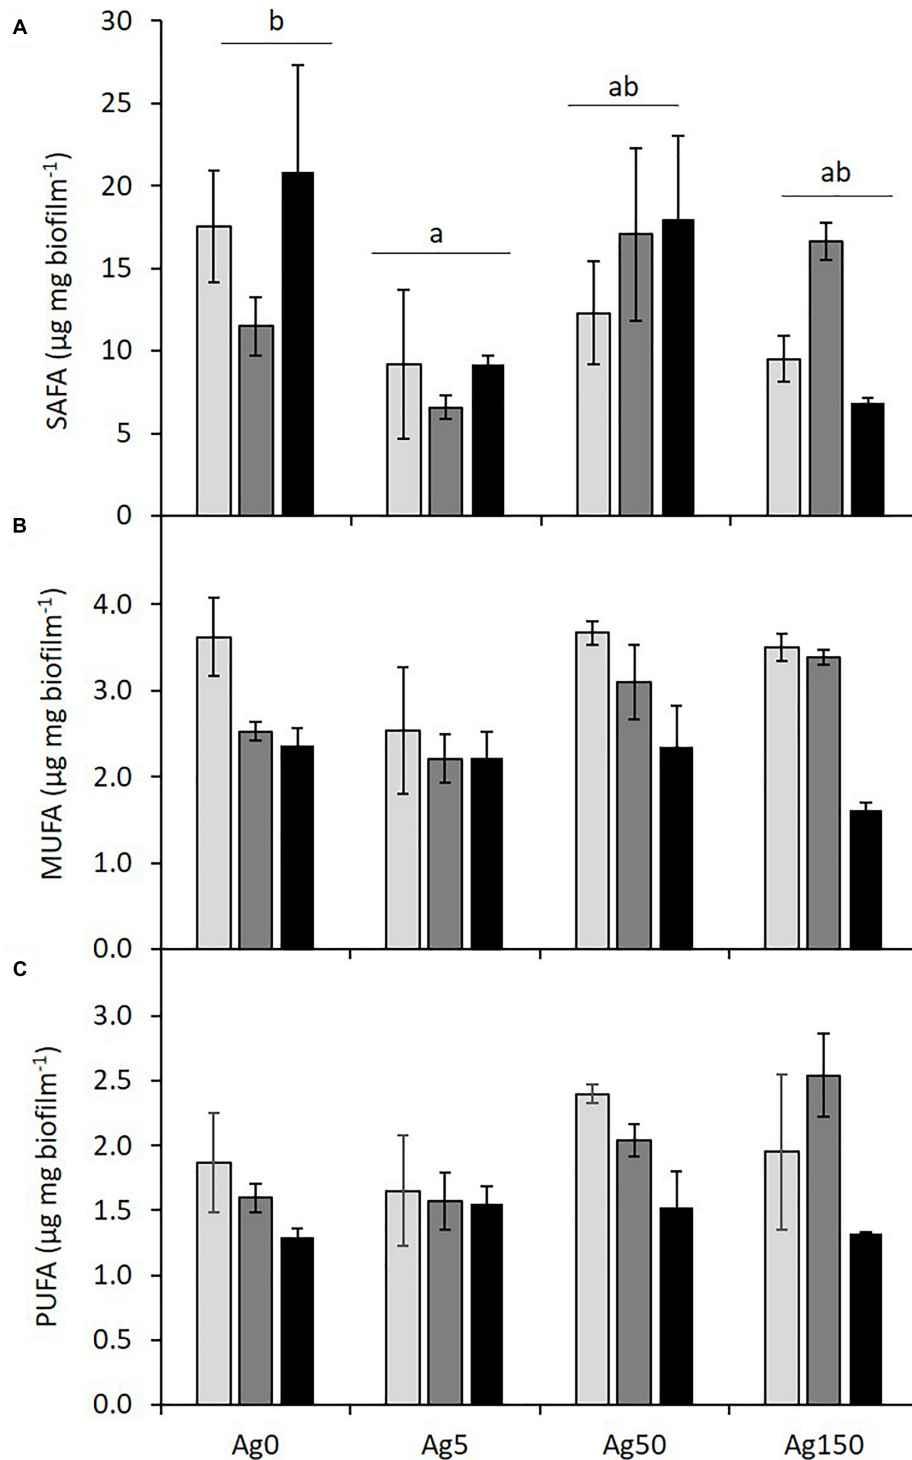 A
SAFA (µg mg biofilm-1)
30
25
20
15
10
5
0
b
a
ab
ab
B
MUFA (µg mg biofilm-1)
4.0
3.0
2.0
1.0
0.0
C
PUFA (µg mg biofilm-1)
3.0
2.5
2.0
1.5
1.0
0.5
0.0
Ag0 Ag5 Ag50 Ag150